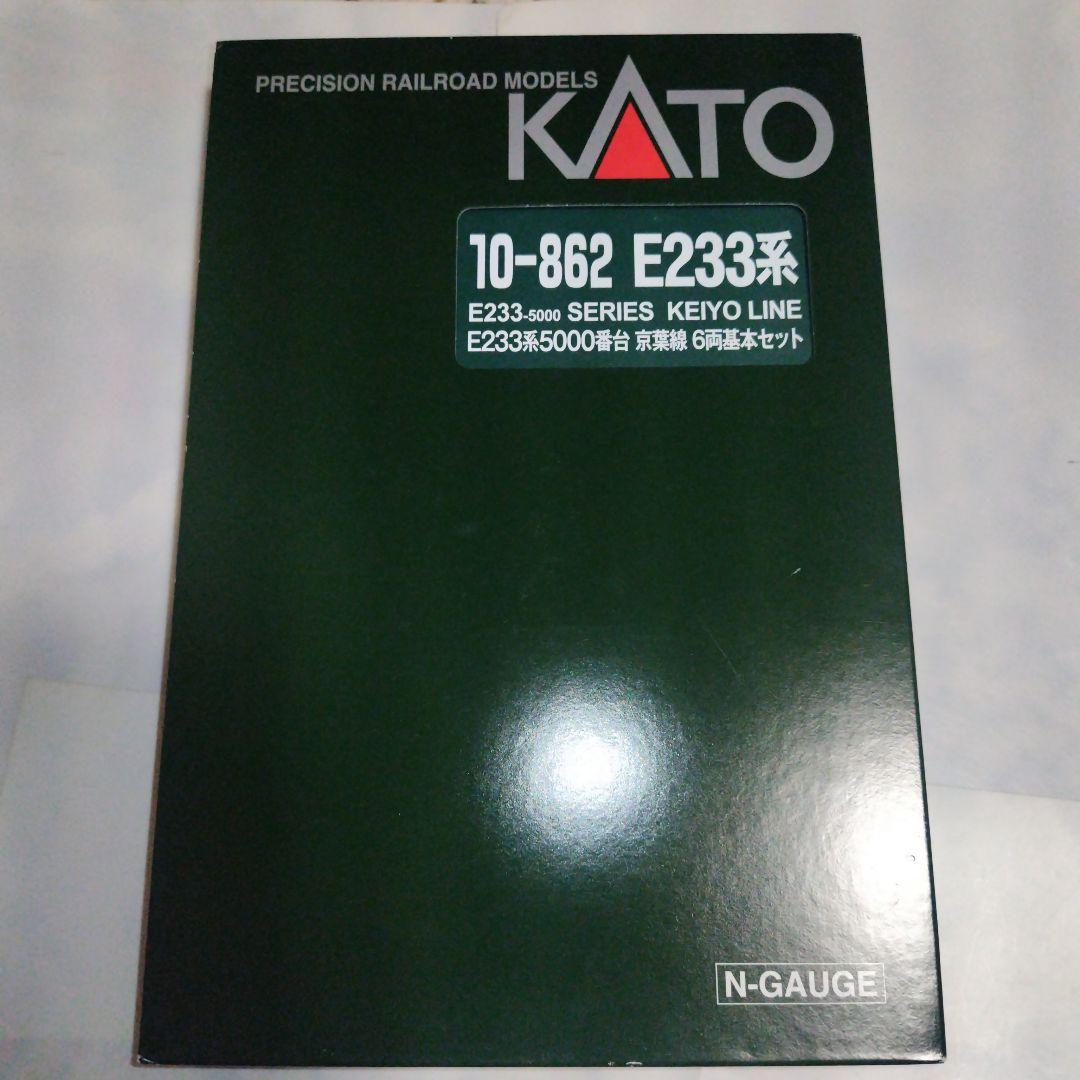 PRECISION RAILROAD MODELS
KATO
10-862 E233系
E233-5000 SERIES KEIYO LINE
E233系5000番台 京葉線 6両基本セット
N-GAUGE